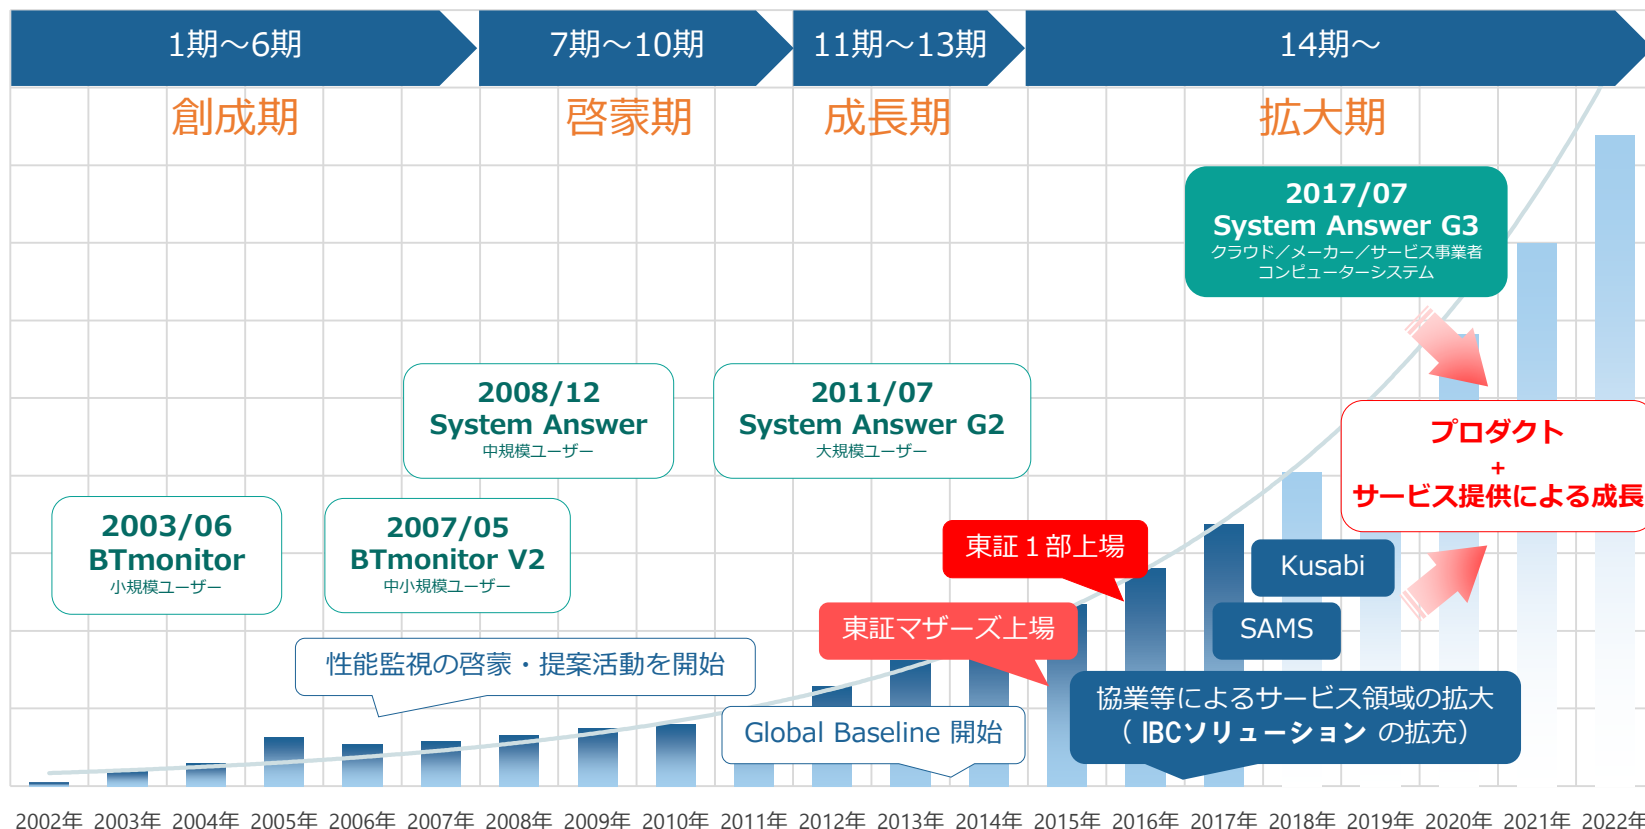 1期～6期
7期～10期
11期～13期
14期～
創成期
啓蒙期
成長期
拡大期
2017/07
System Answer G3
クラウド／メーカー／サービス事業者
コンピューターシステム
2008/12
System Answer
中規模ユーザー
2011/07
System Answer G2
大規模ユーザー
プロダクト
+
サービス提供による成長
2003/06
BTmonitor
小規模ユーザー
2007/05
BTmonitor V2
中小規模ユーザー
東証１部上場
Kusabi
東証マザーズ上場
SAMS
性能監視の啓蒙・提案活動を開始
Global Baseline 開始
協業等によるサービス領域の拡大
（ IBCソリューション の拡充）
2002年 2003年 2004年 2005年 2006年 2007年 2008年 2009年 2010年 2011年 2012年 2013年 2014年 2015年 2016年 2017年 2018年 2019年 2020年 2021年 2022年